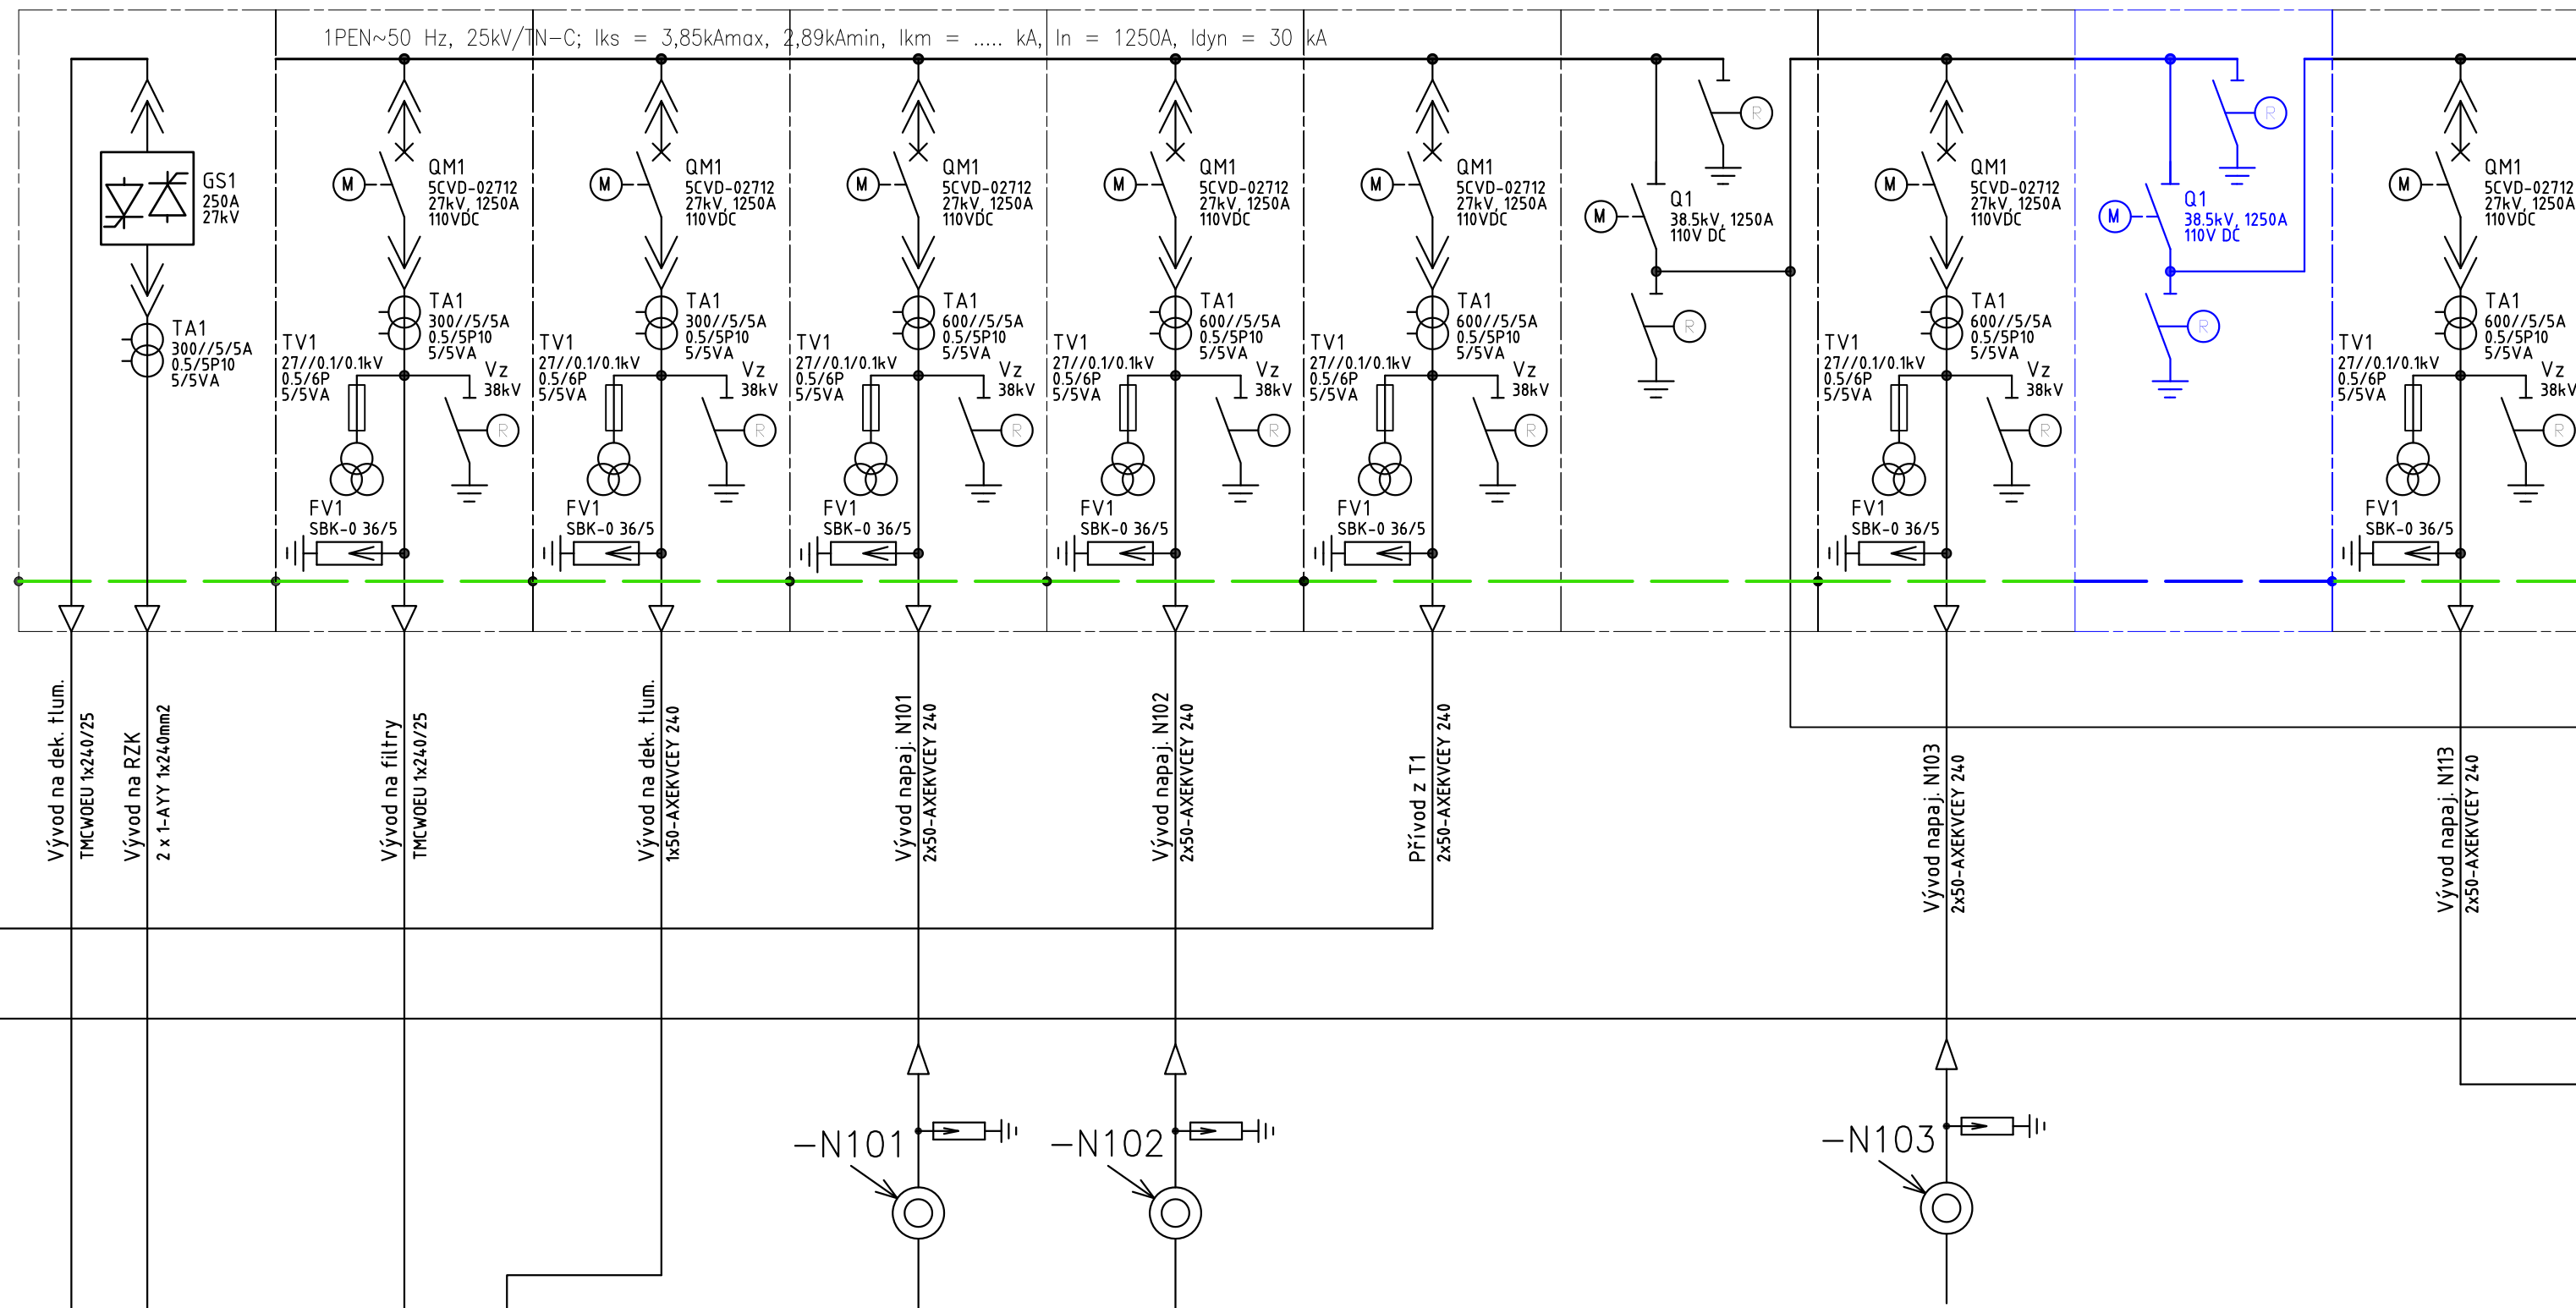 1PEN~50 Hz, 25kV/TN-C; Iks = 3,85kAmax, 2,89kAmin, Ikm = ..... kA, In = 1250A, Idyn = 30 kA
GS1
250A
27kV
TA1
300//5/5A
0.5/5P10
5/5VA
M
QM1
5CVD-02712
27kV, 1250A
110VDC
TA1
300//5/5A
0.5/5P10
5/5VA
TV1
27//0.1/0.1kV
0.5/6P
5/5VA
Vz
38kV
R
FV1
SBK-0 36/5
M
QM1
5CVD-02712
27kV, 1250A
110VDC
TA1
300//5/5A
0.5/5P10
5/5VA
TV1
27//0.1/0.1kV
0.5/6P
5/5VA
Vz
38kV
R
FV1
SBK-0 36/5
M
QM1
5CVD-02712
27kV, 1250A
110VDC
TA1
600//5/5A
0.5/5P10
5/5VA
TV1
27//0.1/0.1kV
0.5/6P
5/5VA
Vz
38kV
R
FV1
SBK-0 36/5
M
QM1
5CVD-02712
27kV, 1250A
110VDC
TA1
600//5/5A
0.5/5P10
5/5VA
TV1
27//0.1/0.1kV
0.5/6P
5/5VA
Vz
38kV
R
FV1
SBK-0 36/5
M
QM1
5CVD-02712
27kV, 1250A
110VDC
TA1
600//5/5A
0.5/5P10
5/5VA
TV1
27//0.1/0.1kV
0.5/6P
5/5VA
Vz
38kV
R
FV1
SBK-0 36/5
R
M
Q1
38.5kV, 1250A
110V DC
R
M
QM1
5CVD-02712
27kV, 1250A
110VDC
TA1
600//5/5A
0.5/5P10
5/5VA
TV1
27//0.1/0.1kV
0.5/6P
5/5VA
Vz
38kV
R
FV1
SBK-0 36/5
R
M
Q1
38.5kV, 1250A
110V DC
R
M
QM1
5CVD-02712
27kV, 1250A
110VDC
TA1
600//5/5A
0.5/5P10
5/5VA
TV1
27//0.1/0.1kV
0.5/6P
5/5VA
Vz
38kV
R
FV1
SBK-0 36/5
Vývod na dek. tlum.
TMCWOEU 1x240/25
Vývod na RZK
2 x 1-AYY 1x240mm2
Vývod na filtry
TMCWOEU 1x240/25
Vývod na dek. tlum.
1x50-AXEKVCEY 240
Vývod napaj. N101
2x50-AXEKVCEY 240
Vývod napaj. N102
2x50-AXEKVCEY 240
Přívod z T1
2x50-AXEKVCEY 240
Vývod napaj. N103
2x50-AXEKVCEY 240
Vývod napaj. N113
2x50-AXEKVCEY 240
-N101
-N102
-N103